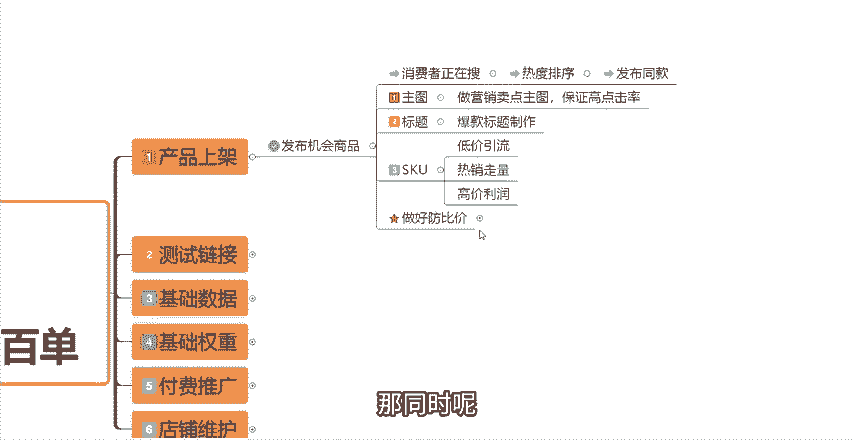 消费者正在搜 热度排序 发布同款
1 主图 做营销卖点主图，保证高点击率
2 标题 爆款标题制作
1 产品上架 发布机会商品
低价引流
3 SKU 热销走量
高价利润
做好防比价
2 测试链接
3 基础数据
百单
4 基础权重
5 付费推广
那同时呢
6 店铺维护